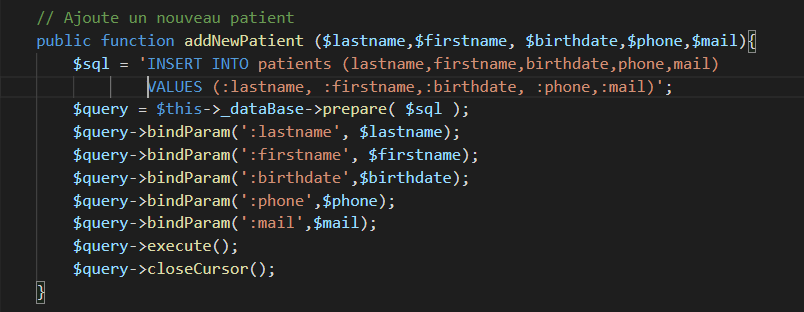 // Ajoute un nouveau patient
public function addNewPatient ($lastname,$firstname, $birthdate,$phone,$mail){
$sql = 'INSERT INTO patients (lastname,firstname,birthdate,phone,mail)
VALUES (:lastname, :firstname,:birthdate, :phone,:mail)';
$query = $this->_dataBase->prepare( $sql );
$query->bindParam(':lastname', $lastname);
$query->bindParam(':firstname', $firstname);
$query->bindParam(':birthdate',$birthdate);
$query->bindParam(':phone',$phone);
$query->bindParam(':mail',$mail);
$query->execute();
$query->closeCursor();
}